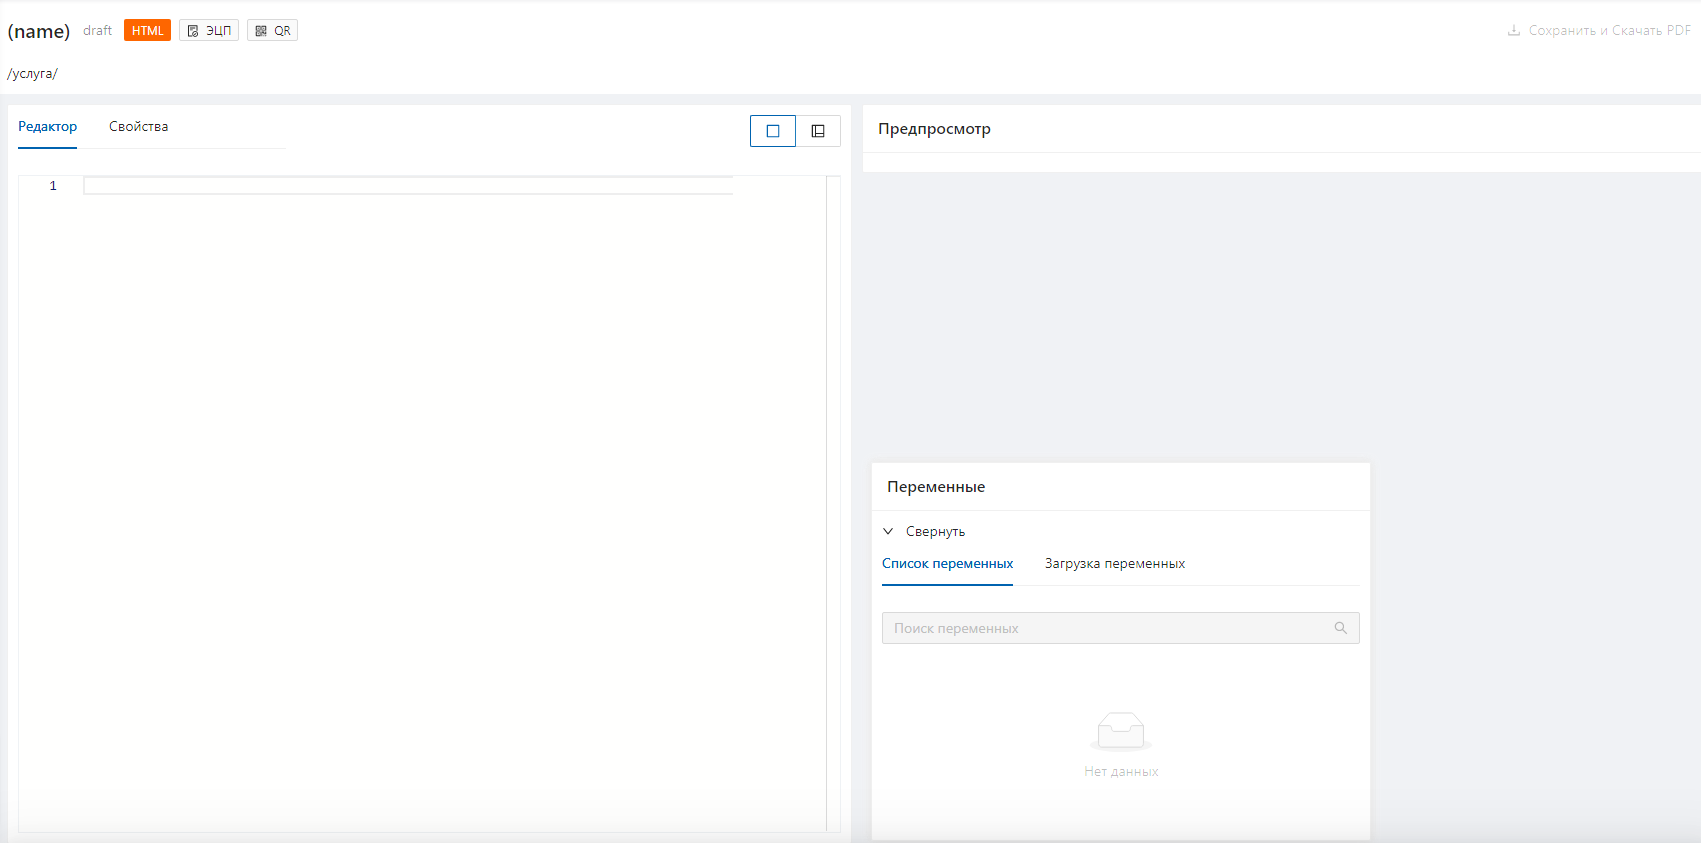 (name) draft HTML ЭЦП QR
Сохранить и Скачать PDF
/услуга/
Редактор Свойства
1
Предпросмотр
Переменные
Свернуть
Список переменных Загрузка переменных
Поиск переменных
Нет данных